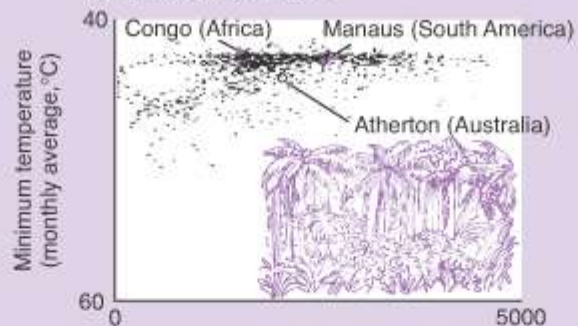 40
Congo (Africa)
Manaus (South America)
Atherton (Australia)
Minimum temperature
(monthly average, °C)
60
0
5000